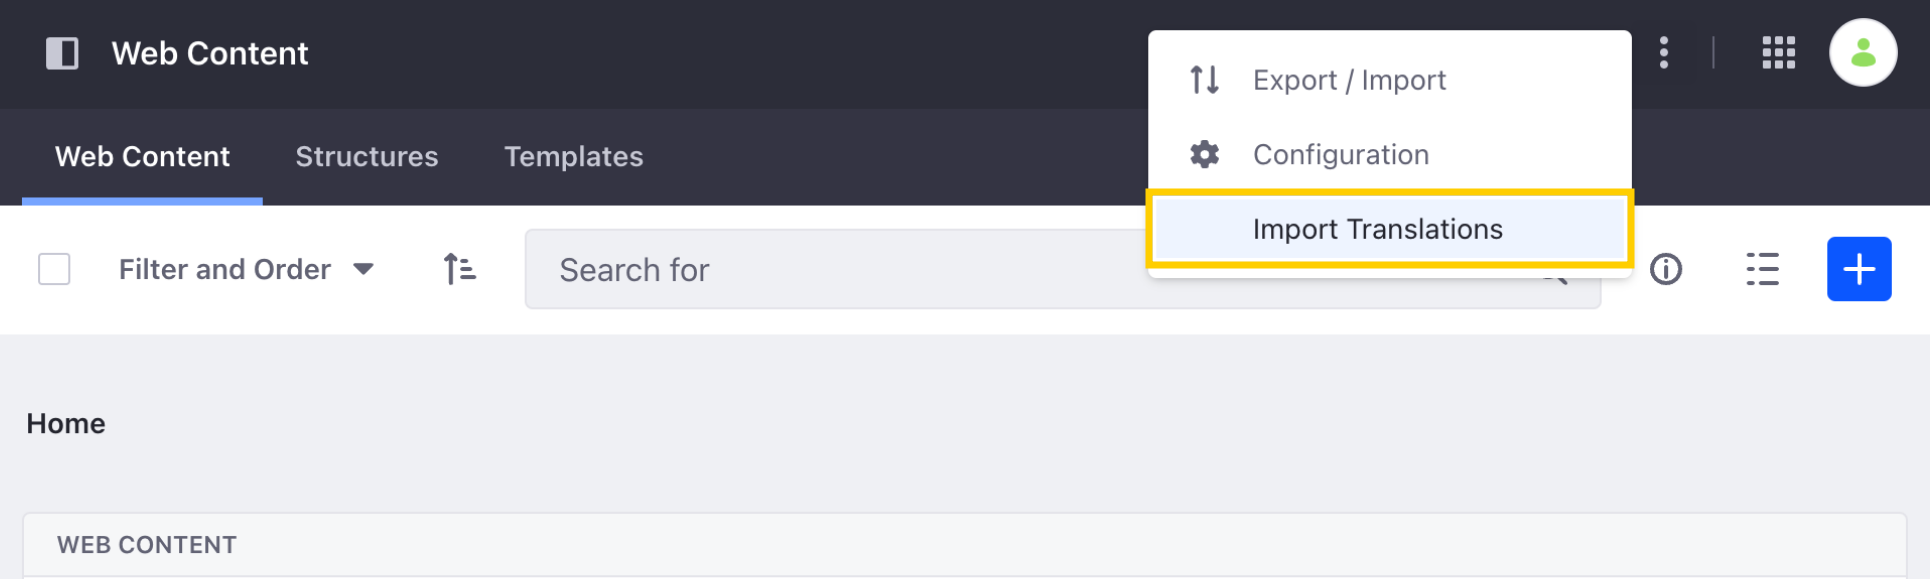 Web Content
Export / Import
Configuration
Import Translations
Web Content Structures Templates
Filter and Order
Search for
Home
WEB CONTENT